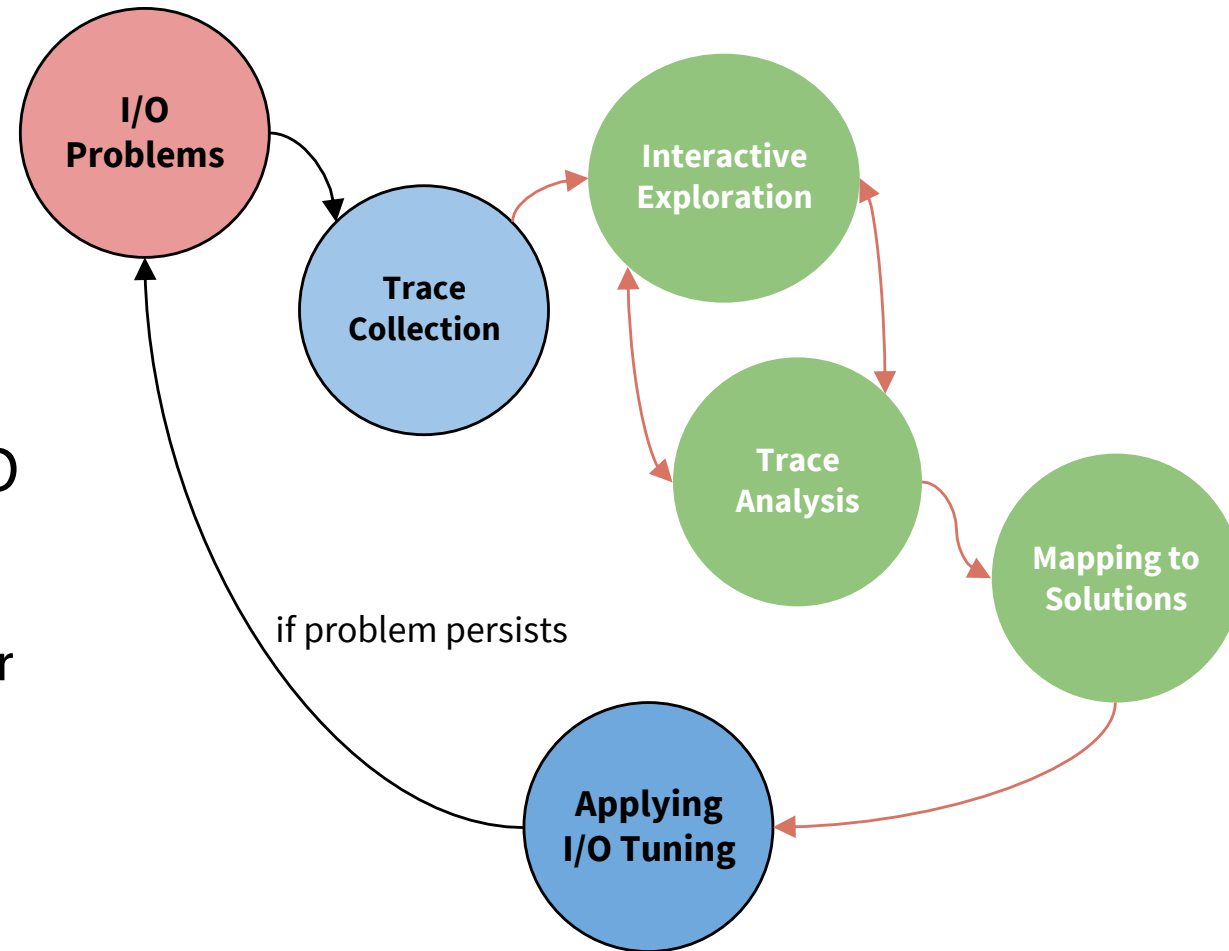 I/O
Problems
Interactive
Exploration
Trace
Collection
Trace
Analysis
Mapping to
Solutions
if problem persists
r
Applying
I/O Tuning